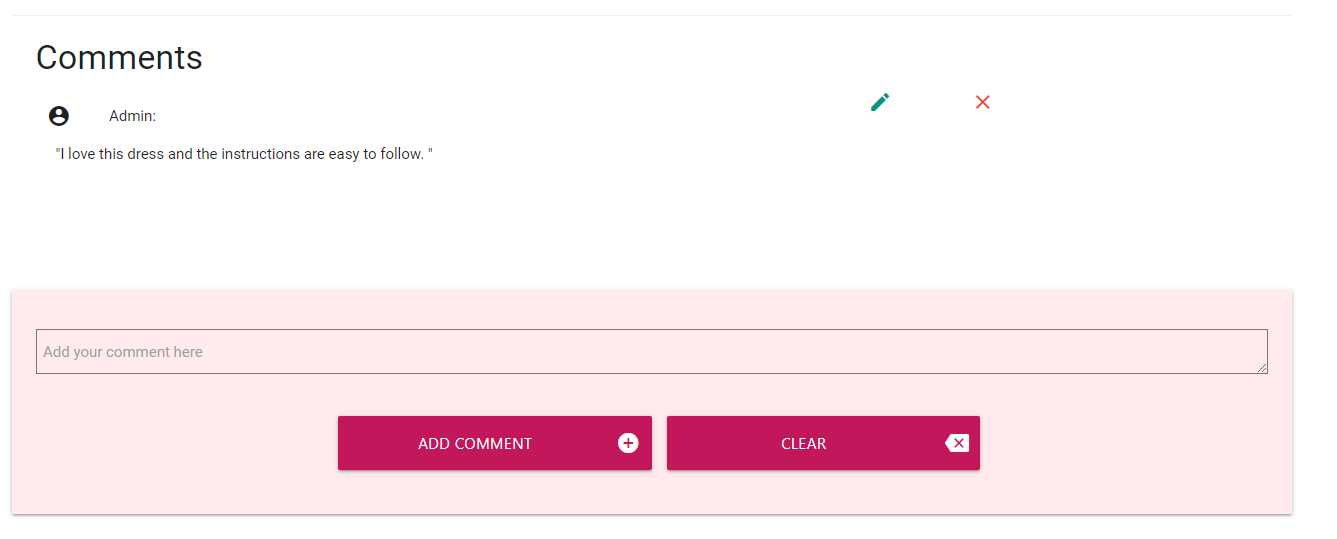 Comments
Admin:
"I love this dress and the instructions are easy to follow. "
Add your comment here
ADD COMMENT
CLEAR